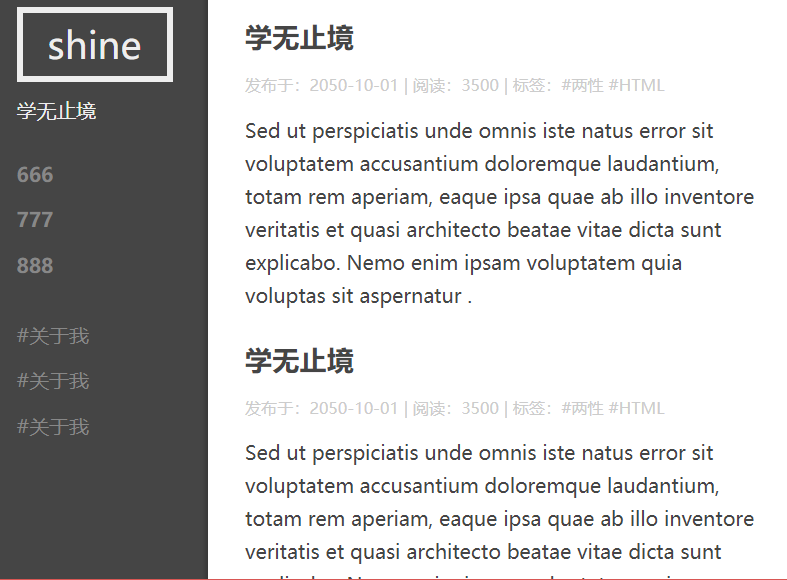 shine
学无止境
666
777
888
#关于我
#关于我
#关于我
学无止境
发布于：2050-10-01 | 阅读：3500 | 标签：#两性 #HTML
Sed ut perspiciatis unde omnis iste natus error sit
voluptatem accusantium doloremque laudantium,
totam rem aperiam, eaque ipsa quae ab illo inventore
veritatis et quasi architecto beatae vitae dicta sunt
explicabo. Nemo enim ipsam voluptatem quia
voluptas sit aspernatur .
学无止境
发布于：2050-10-01 | 阅读：3500 | 标签：#两性 #HTML
Sed ut perspiciatis unde omnis iste natus error sit
voluptatem accusantium doloremque laudantium,
totam rem aperiam, eaque ipsa quae ab illo inventore
veritatis et quasi architecto beatae vitae dicta sunt